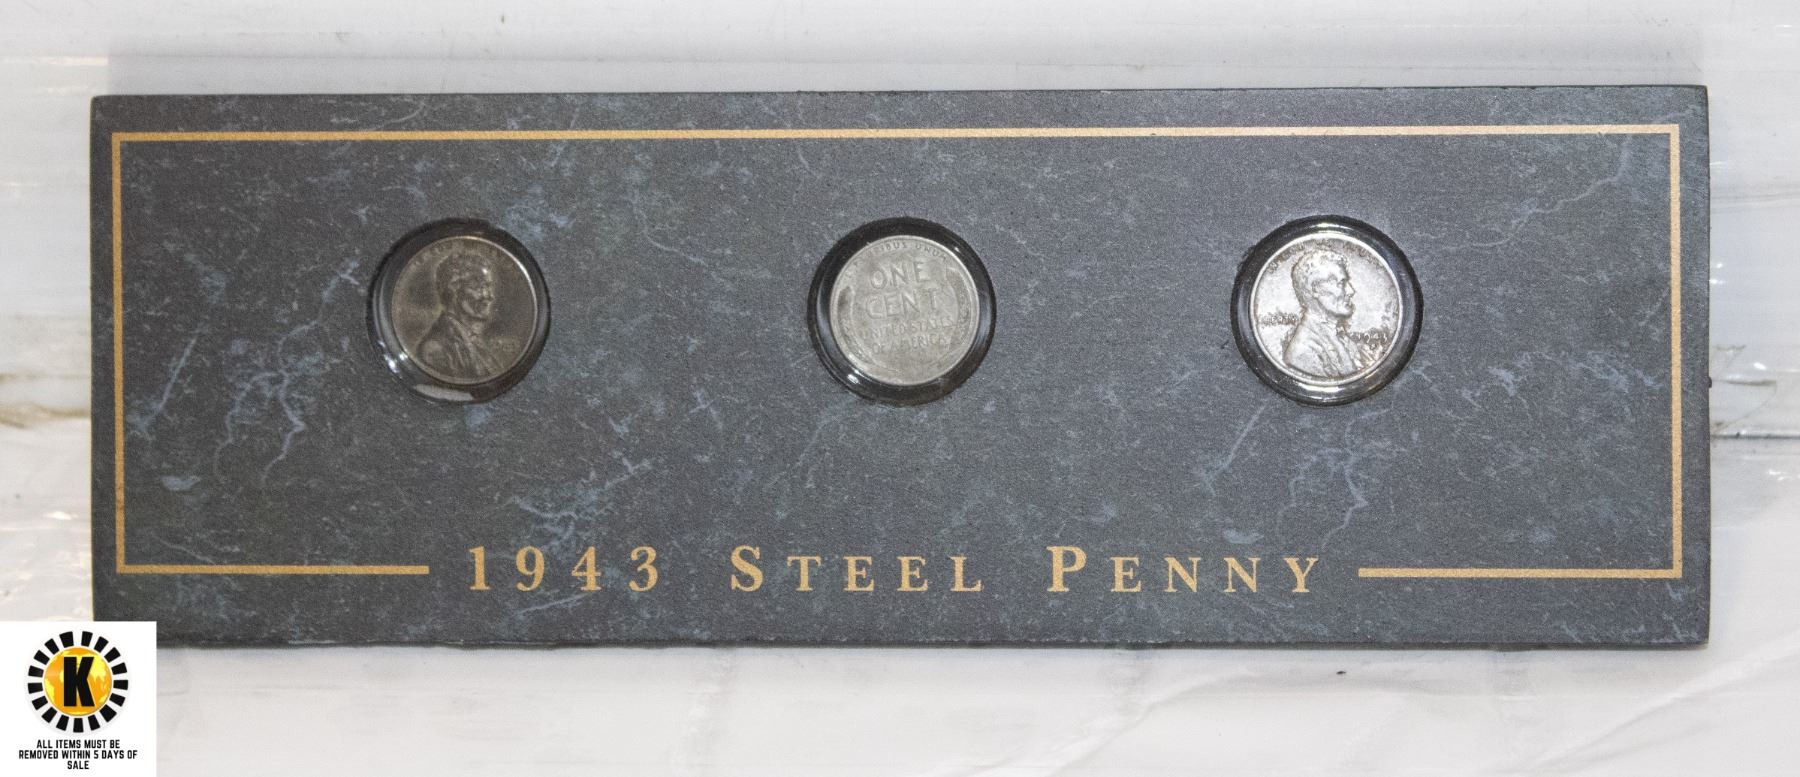 ONE
CENT
UNITED STATES
OF AMERICA
1943
1943 STEEL PENNY
K
ALL ITEMS MUST BE
REMOVED WITHIN 5 DAYS OF
SALE